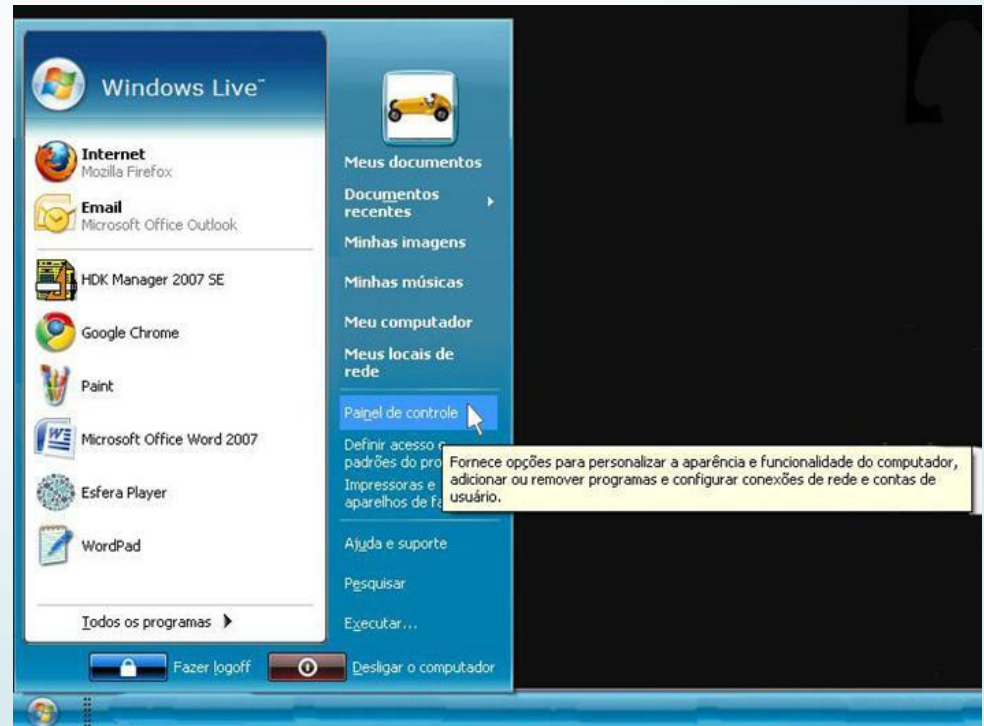 Windows Live™
Internet
Mozilla Firefox
Email
Microsoft Office Outlook
HDK Manager 2007 SE
Google Chrome
Paint
Microsoft Office Word 2007
Esfera Player
WordPad
Todos os programas
Meus documentos
Documentos
recentes
Minhas imagens
Minhas músicas
Meu computador
Meus locais de
rede
Painel de controle
Definir acesso
padrões do pro
Impressoras e
aparelhos de
Fornece opções para personalizar a aparência e funcionalidade do computador,
adicionar ou remover programas e configurar conexões de rede e contas de
usuário.
Ajuda e suporte
Pesquisar
Executar...
Fazer logoff
Desligar o computador